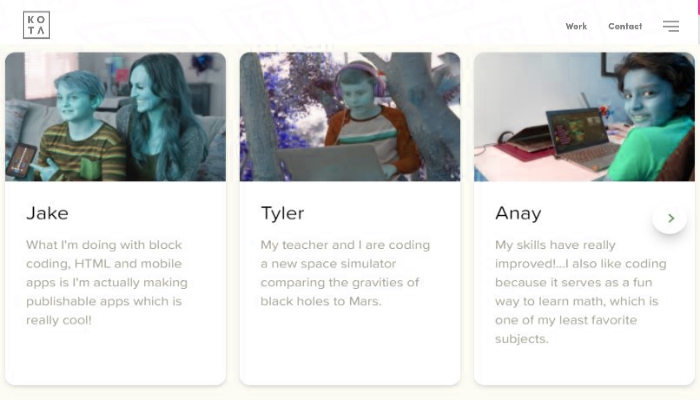 KO
TA
Work Contact
Jake
What I'm doing with block
coding, HTML and mobile
apps is I'm actually making
publishable apps which is
really cool!
Tyler
My teacher and I are coding
a new space simulator
comparing the gravities of
black holes to Mars.
Anay
My skills have really
improved!...I also like coding
because it serves as a fun
way to learn math, which is
one of my least favorite
subjects.